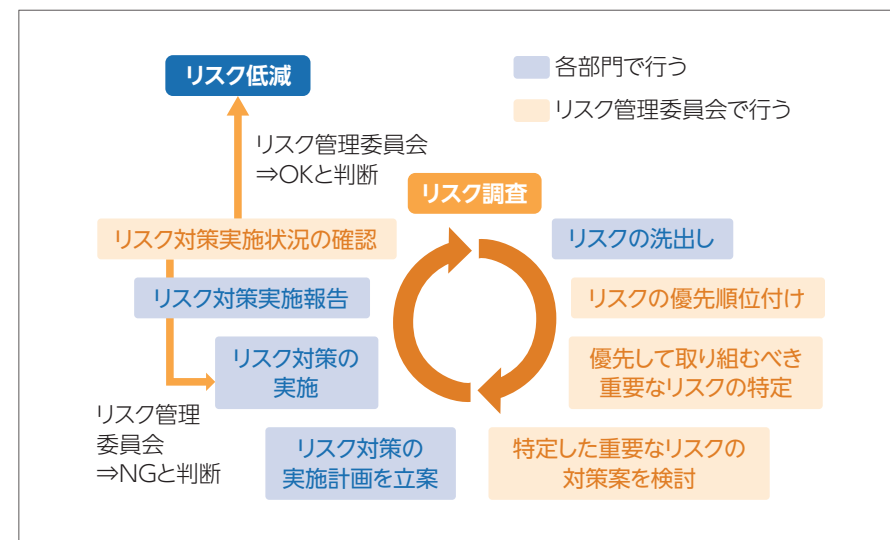 リスク低減
各部門で行う
リスク管理委員会で行う
リスク管理委員会
⇒OKと判断
リスク調査
リスク対策実施状況の確認
リスクの洗出し
リスク対策実施報告
リスクの優先順位付け
リスク対策の
実施
優先して取り組むべき
重要なリスクの特定
リスク管理
委員会
⇒NGと判断
リスク対策の
実施計画を立案
特定した重要なリスクの
対策案を検討